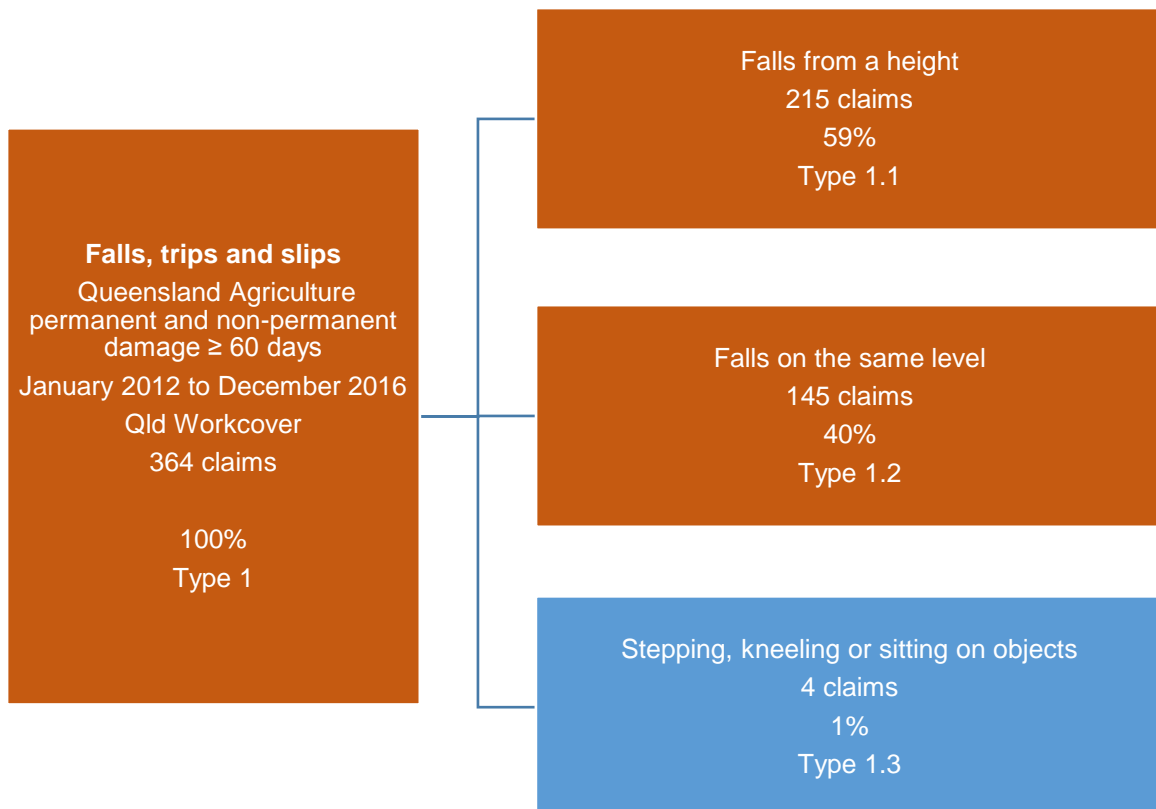 Falls, trips and slips
Queensland Agriculture
permanent and non-permanent
damage ≥ 60 days
January 2012 to December 2016
Qld Workcover
364 claims
100%
Type 1
Falls from a height
215 claims
59%
Type 1.1
Falls on the same level
145 claims
40%
Type 1.2
Stepping, kneeling or sitting on objects
4 claims
1%
Type 1.3